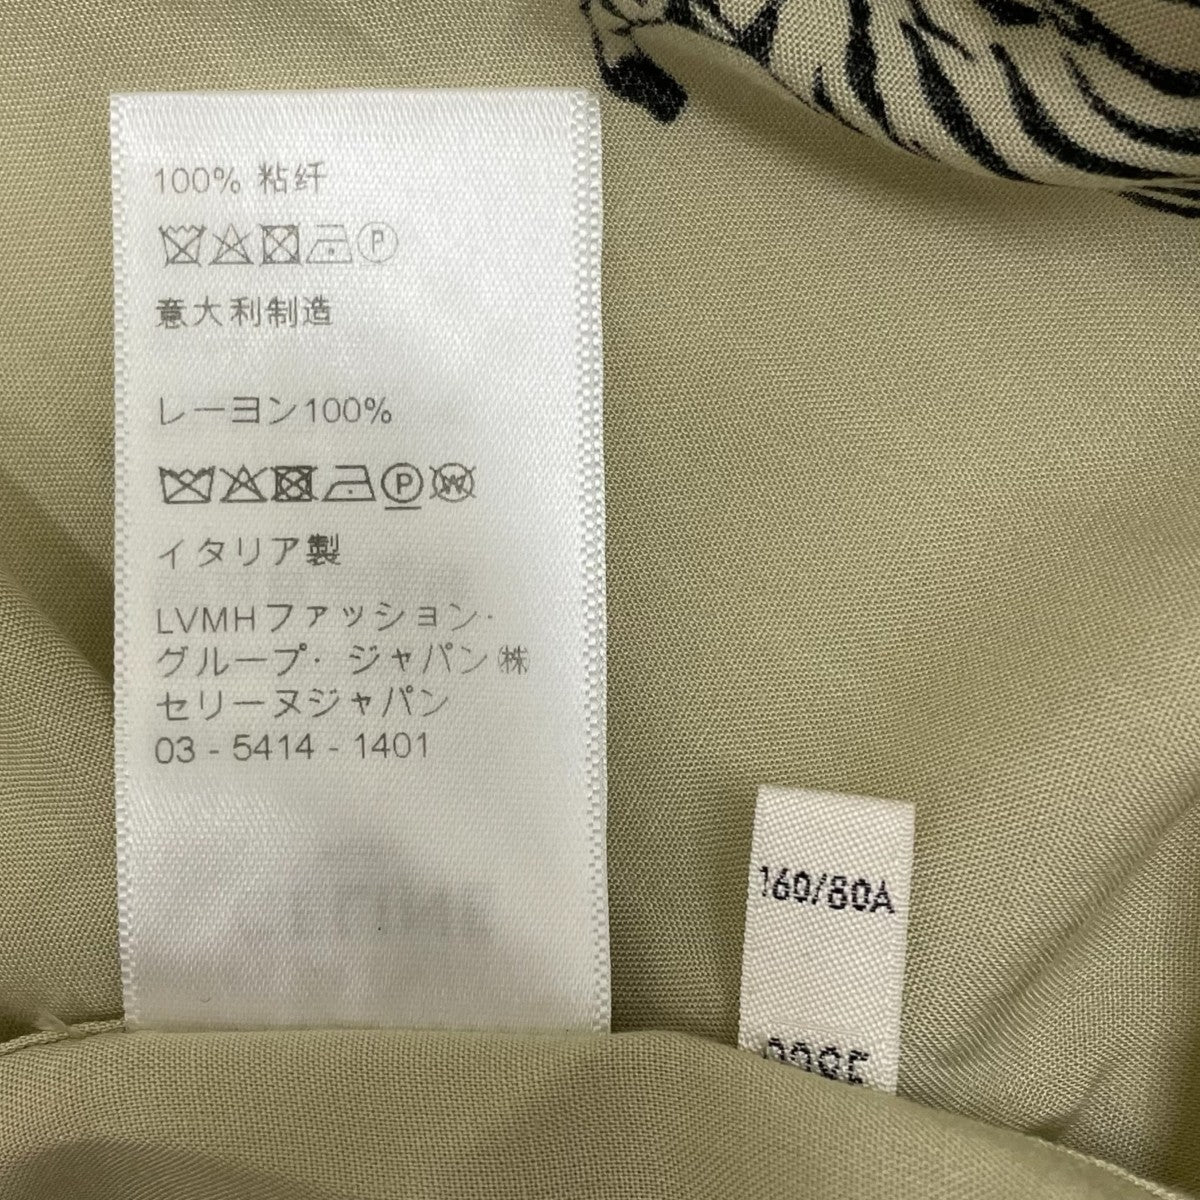 100% 粘纤
P
意大利制造
レーヨン100%
P W
イタリア製
LVMHファッション・
グループ・ジャパン㈱
セリーヌジャパン
03 - 5414 - 1401
160/80A